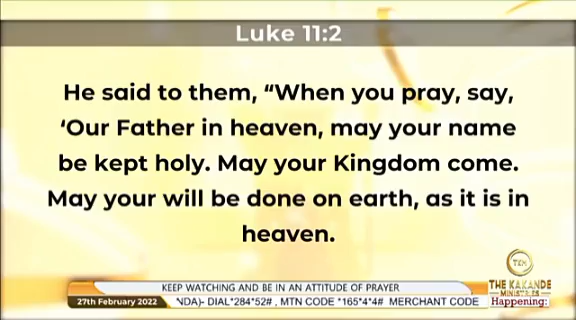 Luke 11:2
He said to them, “When you pray, say,
‘Our Father in heaven, may your name
be kept holy. May your Kingdom come.
May your will be done on earth, as it is in
heaven.
KEEP WATCHING AND BE IN AN ATTITUDE OF PRAYER
TKM
THE KAKANDE
MINISTRIES
27th February 2022
NDA)- DIAL*284*52# , MTN CODE *165*4*4# MERCHANT CODE
Happening: